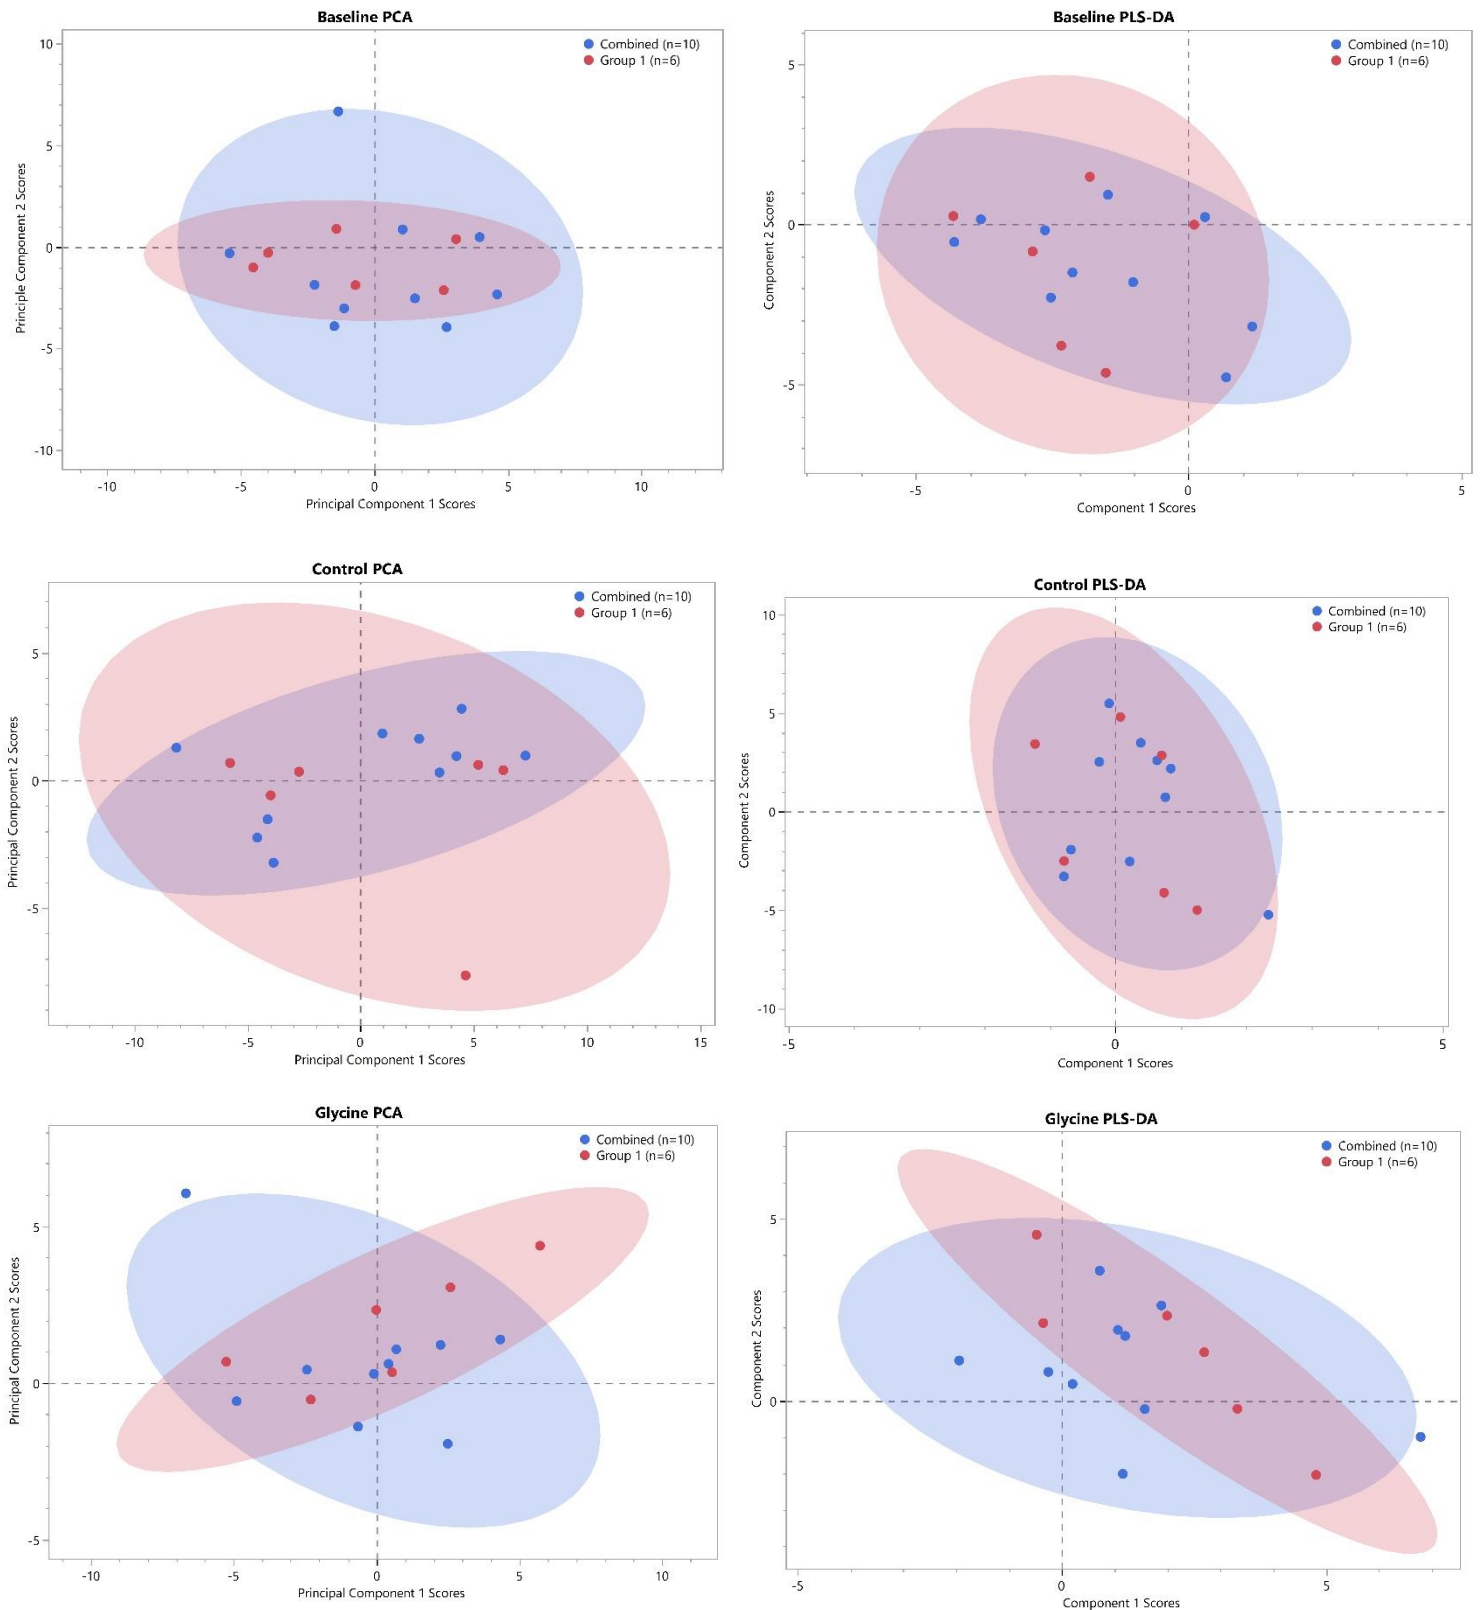 Baseline PCA
Combined (n=10)
Group 1 (n=6)
10
5
0
-5
-10
Principle Component 2 Scores
-10
-5
0
5
10
Principal Component 1 Scores
Baseline PLS-DA
Combined (n=10)
Group 1 (n=6)
5
0
-5
Component 2 Scores
-5
0
5
Component 1 Scores
Control PCA
Combined (n=10)
Group 1 (n=6)
5
0
-5
Principal Component 2 Scores
-10
-5
0
5
10
15
Principal Component 1 Scores
Control PLS-DA
Combined (n=10)
Group 1 (n=6)
10
5
0
-5
-10
Component 2 Scores
-5
0
5
Component 1 Scores
Glycine PCA
Combined (n=10)
Group 1 (n=6)
5
0
-5
Principal Component 2 Scores
-10
-5
0
5
10
Principal Component 1 Scores
Glycine PLS-DA
Combined (n=10)
Group 1 (n=6)
5
0
Component 2 Scores
-5
0
5
Component 1 Scores